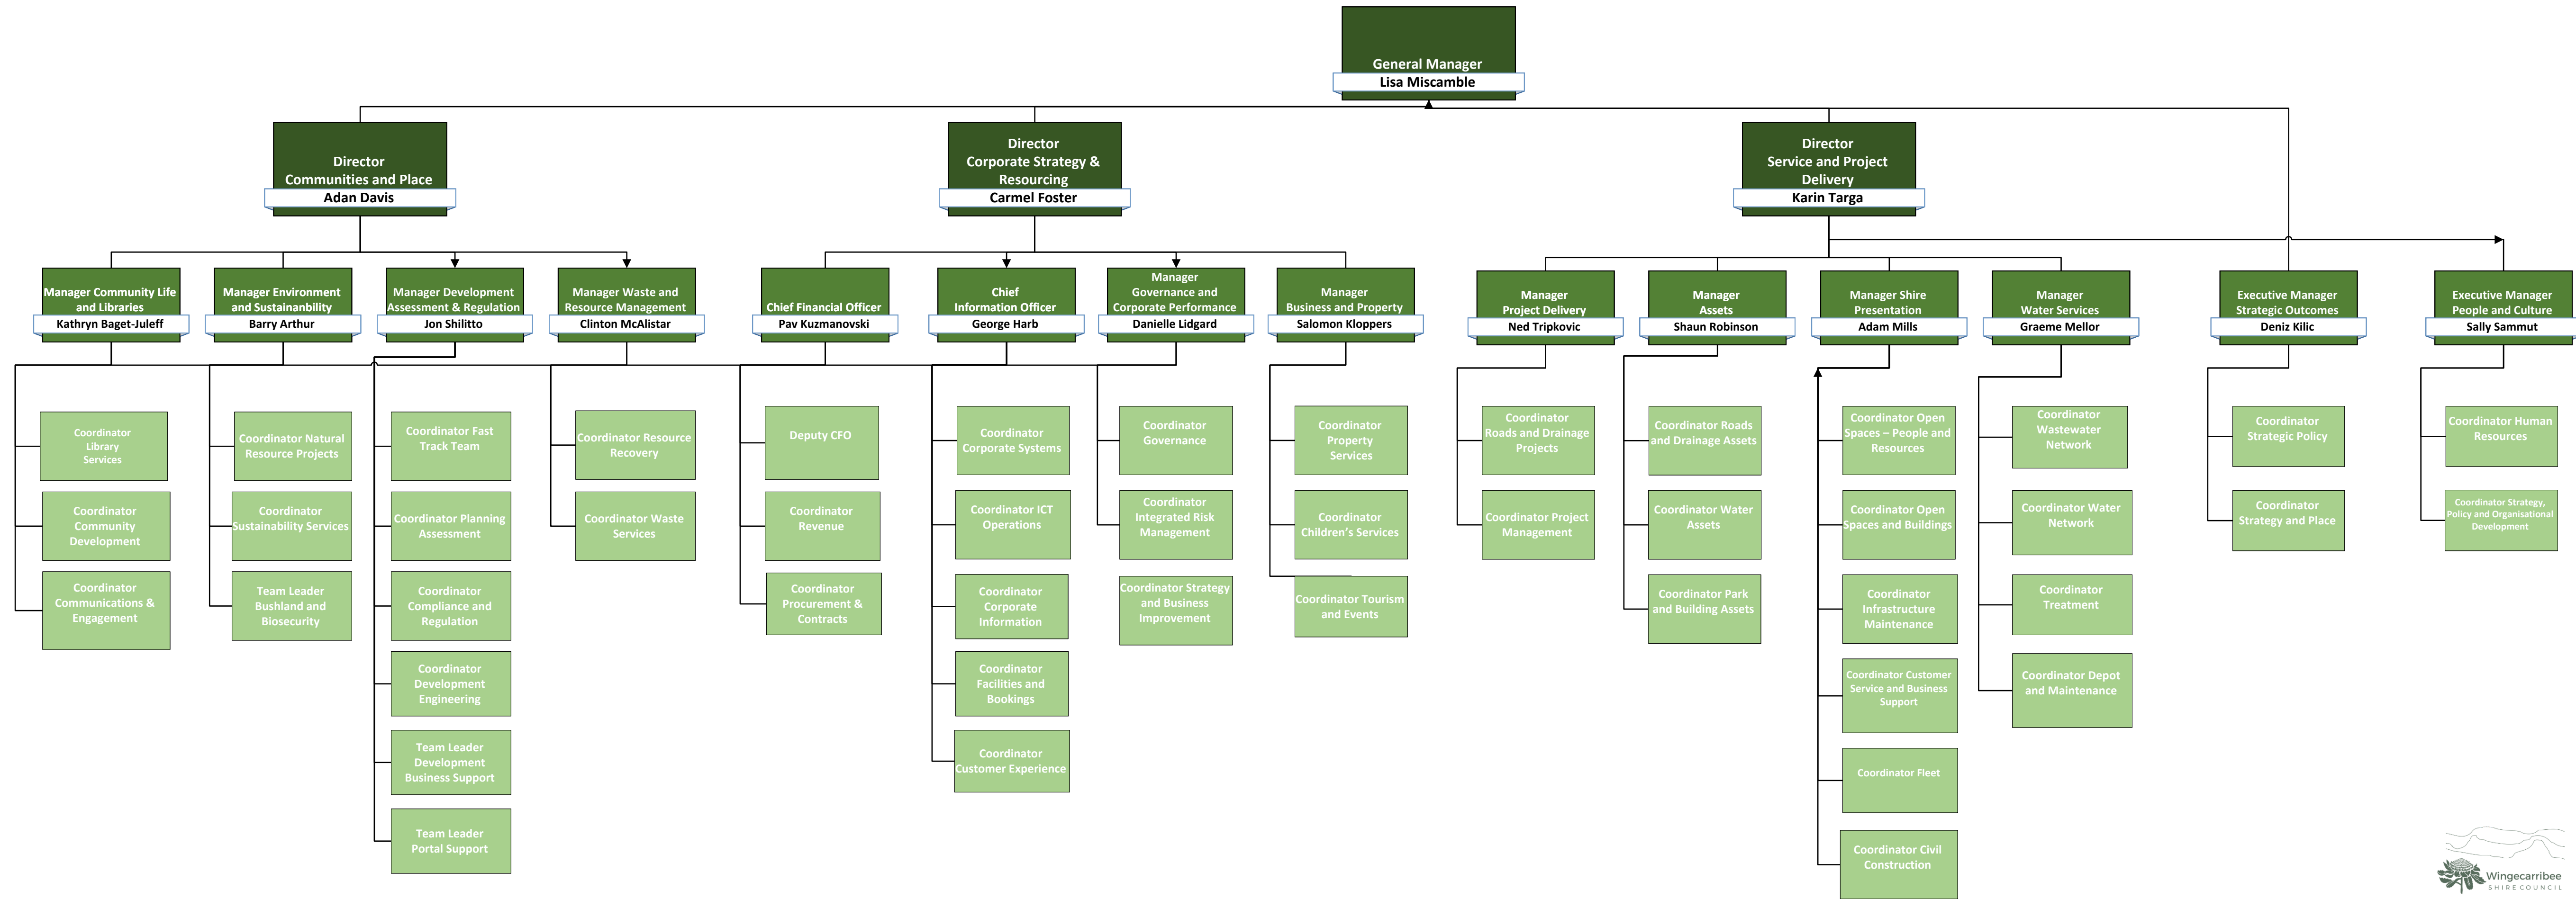 General Manager
Lisa Miscamble
Director
Communities and Place
Adan Davis
Director
Corporate Strategy &
Resourcing
Carmel Foster
Director
Service and Project
Delivery
Karin Targa
Manager Community Life
and Libraries
Kathryn Baget-Juleff
Manager Environment
and Sustainanbility
Barry Arthur
Manager Development
Assessment & Regulation
Jon Shilitto
Manager Waste and
Resource Management
Clinton McAlistar
Chief Financial Officer
Pav Kuzmanovski
Chief
Information Officer
George Harb
Manager
Governance and
Corporate Performance
Danielle Lidgard
Manager
Business and Property
Salomon Kloppers
Manager
Project Delivery
Ned Tripkovic
Manager
Assets
Shaun Robinson
Manager Shire
Presentation
Adam Mills
Manager
Water Services
Graeme Mellor
Executive Manager
Strategic Outcomes
Deniz Kilic
Executive Manager
People and Culture
Sally Sammut
Coordinator
Library
Services
Coordinator
Community
Development
Coordinator
Communications &
Engagement
Coordinator Natural
Resource Projects
Coordinator
Sustainability Services
Team Leader
Bushland and
Biosecurity
Coordinator Fast
Track Team
Coordinator Planning
Assessment
Coordinator
Compliance and
Regulation
Coordinator
Development
Engineering
Team Leader
Development
Business Support
Team Leader
Portal Support
Coordinator Resource
Recovery
Coordinator Waste
Services
Deputy CFO
Coordinator
Revenue
Coordinator
Procurement &
Contracts
Coordinator
Corporate Systems
Coordinator ICT
Operations
Coordinator
Corporate
Information
Coordinator
Facilities and
Bookings
Coordinator
Customer Experience
Coordinator
Governance
Coordinator
Integrated Risk
Management
Coordinator Strategy
and Business
Improvement
Coordinator
Property
Services
Coordinator
Children’s Services
Coordinator Tourism
and Events
Coordinator
Roads and Drainage
Projects
Coordinator Project
Management
Coordinator Roads
and Drainage Assets
Coordinator Water
Assets
Coordinator Park
and Building Assets
Coordinator Open
Spaces – People and
Resources
Coordinator Open
Spaces and Buildings
Coordinator
Infrastructure
Maintenance
Coordinator Customer
Service and Business
Support
Coordinator Fleet
Coordinator Civil
Construction
Coordinator
Wastewater
Network
Coordinator Water
Network
Coordinator
Treatment
Coordinator Depot
and Maintenance
Coordinator
Strategic Policy
Coordinator
Strategy and Place
Coordinator Human
Resources
Coordinator Strategy,
Policy and Organisational
Development
Wingecarribee
SHIRE COUNCIL